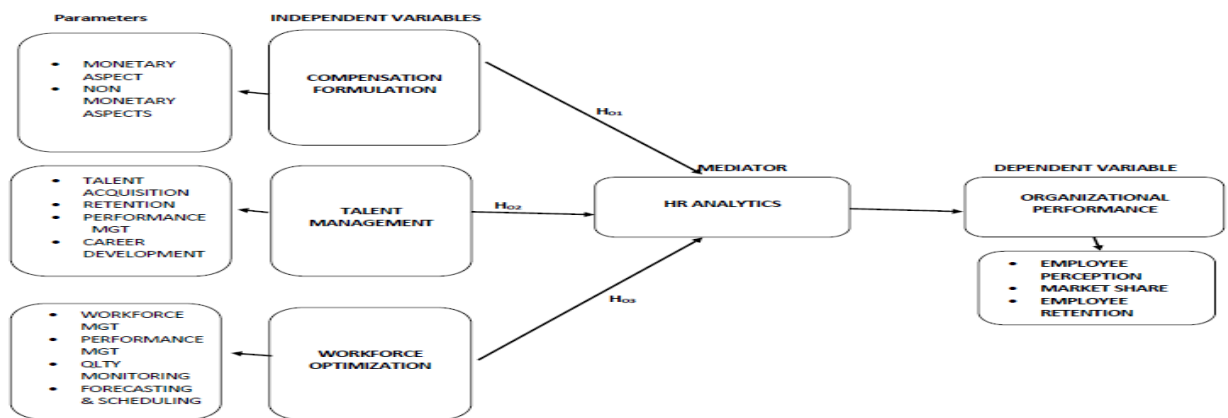 Parameters
INDEPENDENT VARIABLES
• MONETARY
ASPECT
• NON
MONETARY
ASPECTS
COMPENSATION
FORMULATION
H01
• TALENT
ACQUISITION
• RETENTION
• PERFORMANCE
MGT
• CAREER
DEVELOPMENT
TALENT
MANAGEMENT
H02
MEDIATOR
HR ANALYTICS
DEPENDENT VARIABLE
ORGANIZATIONAL
PERFORMANCE
• EMPLOYEE
PERCEPTION
• MARKET SHARE
• EMPLOYEE
RETENTION
• WORKFORCE
MGT
• PERFORMANCE
MGT
• QLTY
MONITORING
• FORECASTING
& SCHEDULING
WORKFORCE
OPTIMIZATION
H03